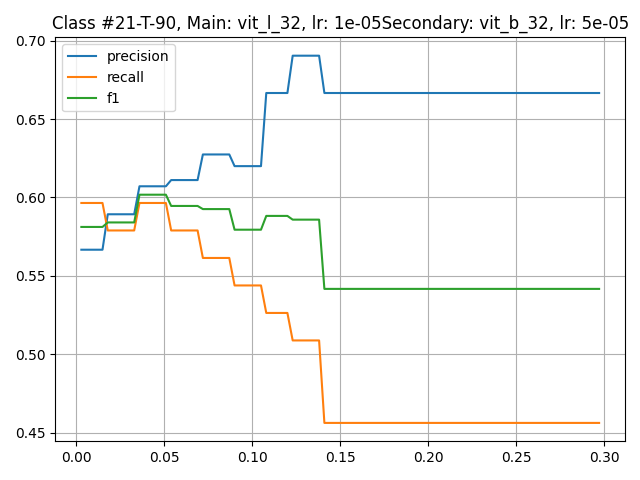 Class #21-T-90, Main: vit_l_32, lr: 1e-05Secondary: vit_b_32, lr: 5e-05
precision
recall
f1
0.70
0.65
0.60
0.55
0.50
0.45
0.00 0.05 0.10 0.15 0.20 0.25 0.30